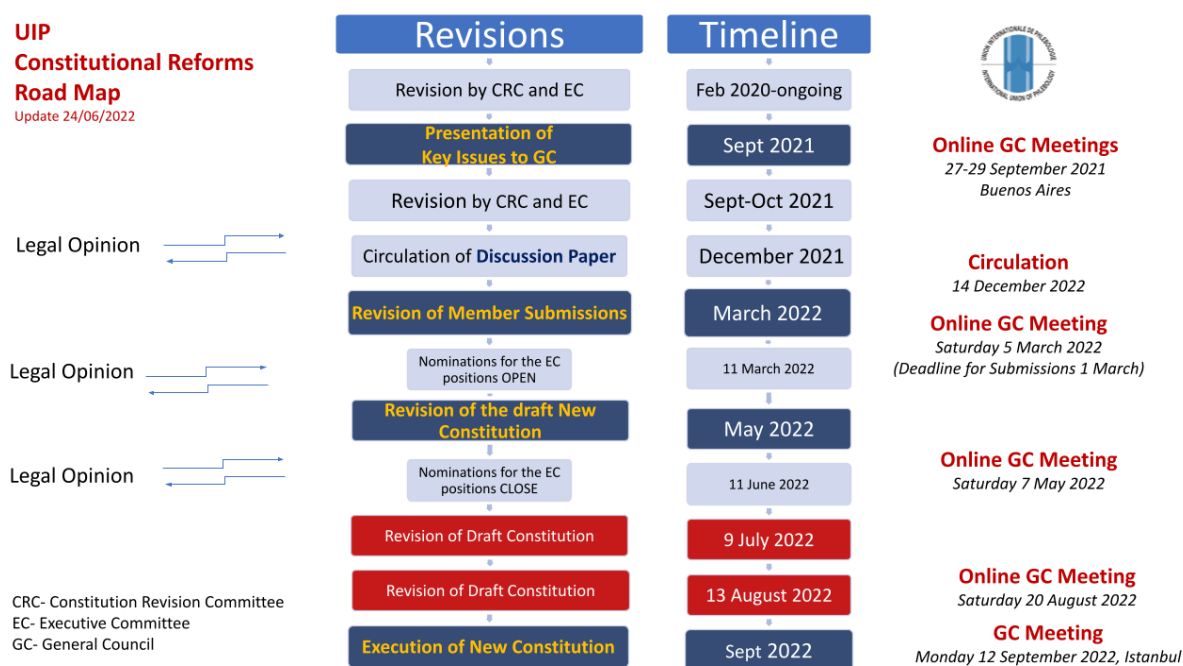 UIP
Constitutional Reforms
Road Map
Update 24/06/2022
Revisions
Timeline
UNION INTERNATIONALE DE PHLEBOLOGIE
INTERNATIONAL UNION OF PHLEBOLOGY
Revision by CRC and EC
Feb 2020-ongoing
Presentation of
Key Issues to GC
Sept 2021
Online GC Meetings
27-29 September 2021
Buenos Aires
Revision by CRC and EC
Sept-Oct 2021
Legal Opinion
Circulation of Discussion Paper
December 2021
Circulation
14 December 2022
Revision of Member Submissions
March 2022
Online GC Meeting
Saturday 5 March 2022
(Deadline for Submissions 1 March)
Legal Opinion
Nominations for the EC
positions OPEN
11 March 2022
Revision of the draft New
Constitution
May 2022
Legal Opinion
Nominations for the EC
positions CLOSE
11 June 2022
Online GC Meeting
Saturday 7 May 2022
Revision of Draft Constitution
9 July 2022
Revision of Draft Constitution
13 August 2022
Online GC Meeting
Saturday 20 August 2022
CRC- Constitution Revision Committee
EC- Executive Committee
GC- General Council
Execution of New Constitution
Sept 2022
GC Meeting
Monday 12 September 2022, Istanbul